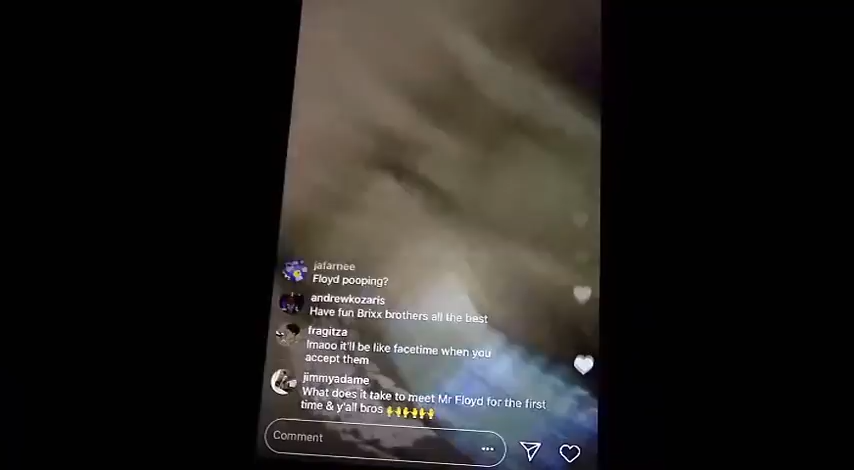 jafarnee
Floyd pooping?
andrewkozaris
Have fun Brixx brothers all the best
fragitza
lmaoo it'll be like facetime when you
accept them
jimmyadame
What does it take to meet Mr Floyd for the first
time & y'all bros 🙌🙌🙌🙌
Comment